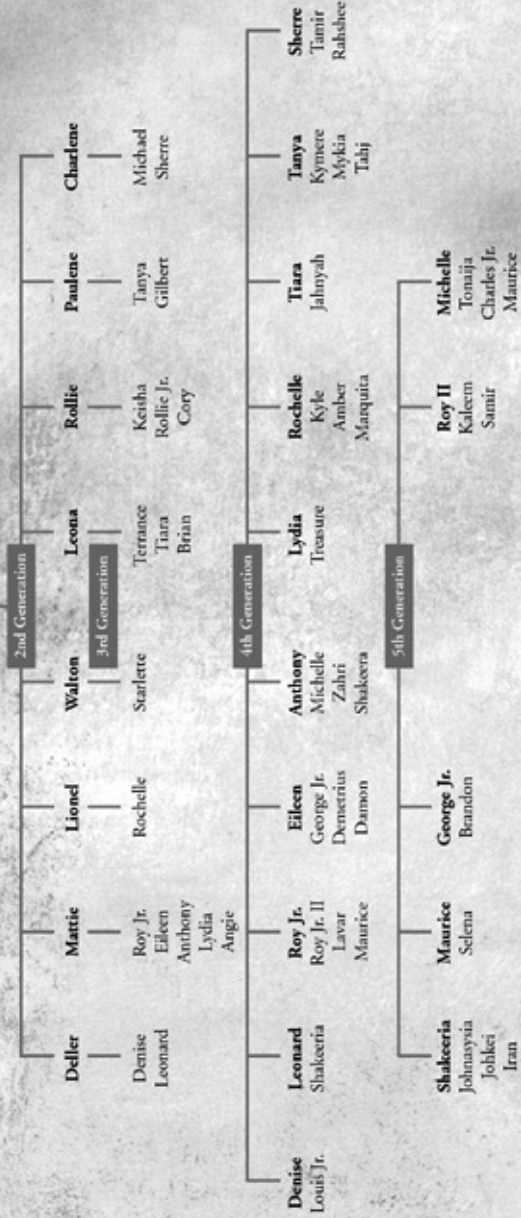 2nd Generation
Deller
Mattie
Lionel
Walton
Leona
Rollie
Paulene
Charlene
3rd Generation
Denise
Leonard
Roy Jr.
Eileen
Anthony
Lydia
Angie
Rochelle
Starlette
Terrance
Tiara
Brian
Keisha
Rollie Jr.
Cory
Tanya
Gilbert
Michael
Sherre
4th Generation
Denise
Louis Jr.
Leonard
Shakeeria
Roy Jr.
Roy Jr. II
Lavar
Maurice
Eileen
George Jr.
Demetrius
Damon
Anthony
Michelle
Zahri
Shakeera
Lydia
Treasure
Rochelle
Kyle
Amber
Marquita
Tiara
Jahnyah
Tanya
Kymere
Mykia
Tahj
Sherre
Tamir
Rahshee
5th Generation
Shakeeria
Johnasysia
Johkei
Iran
Maurice
Selena
George Jr.
Brandon
Roy II
Kaleem
Samir
Michelle
Tonaija
Charles Jr.
Maurice